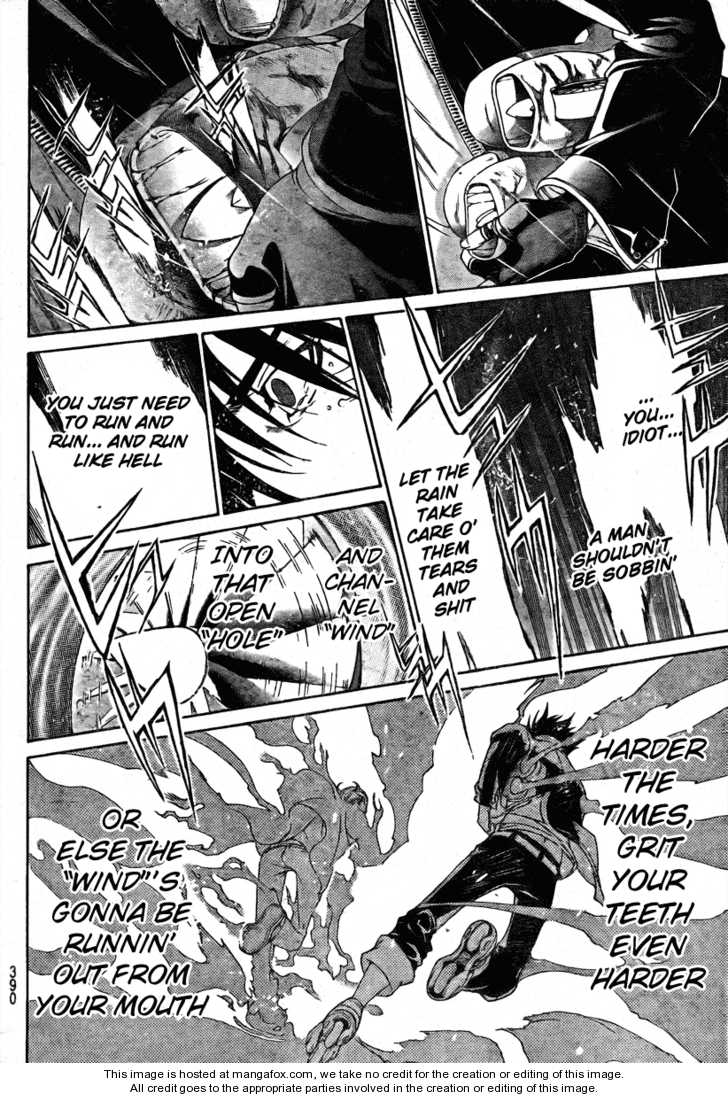 ...
YOU...
IDIOT...
A MAN
SHOULDN'T
BE SOBBIN'
LET THE
RAIN
TAKE
CARE O'
THEM
TEARS
AND
SHIT
YOU JUST NEED
TO RUN AND
RUN... AND RUN
LIKE HELL
AND
CHAN-
NEL
"WIND"
INTO
THAT
OPEN
"HOLE"
HARDER
THE
TIMES,
GRIT
YOUR
TEETH
EVEN
HARDER
OR
ELSE THE
"WIND"'S
GONNA BE
RUNNIN'
OUT FROM
YOUR MOUTH
390
This image is hosted at mangafox.com, we take no credit for the creation or editing of this image.
All credit goes to the appropriate parties involved in the creation or editing of this image.